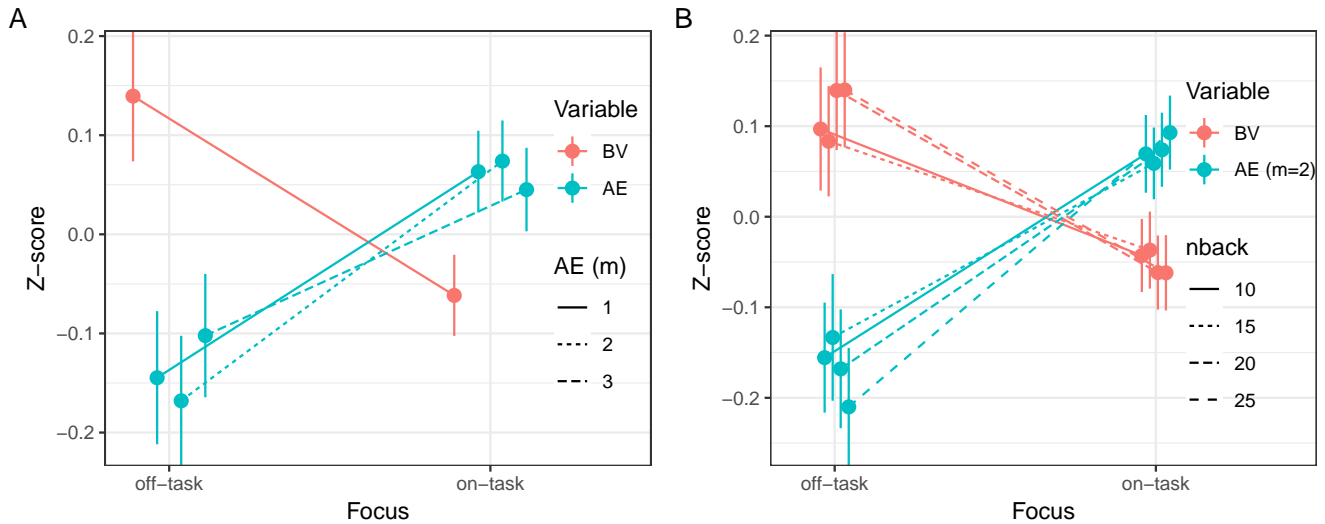 A
Z−score
0.2
0.1
0.0
−0.1
−0.2
off−task
on−task
Focus
Variable
BV
AE
AE (m)
1
2
3
B
Z−score
0.2
0.1
0.0
−0.1
−0.2
off−task
on−task
Focus
Variable
BV
AE (m=2)
nback
10
15
20
25